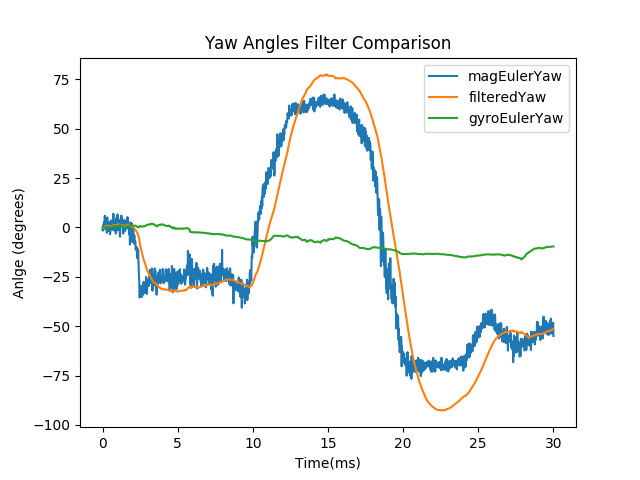 Yaw Angles Filter Comparison
magEulerYaw
filteredYaw
gyroEulerYaw
Anlge (degrees)
75
50
25
0
−25
−50
−75
−100
0 5 10 15 20 25 30
Time(ms)